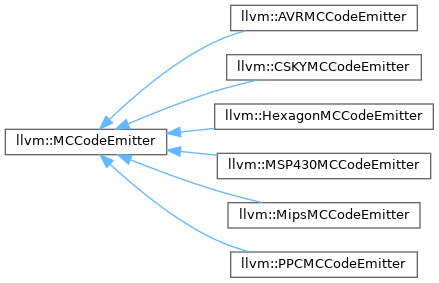 llvm::AVRMCCodeEmitter
llvm::CSKYMCCodeEmitter
llvm::HexagonMCCodeEmitter
llvm::MCCodeEmitter
llvm::MSP430MCCodeEmitter
llvm::MipsMCCodeEmitter
llvm::PPCMCCodeEmitter